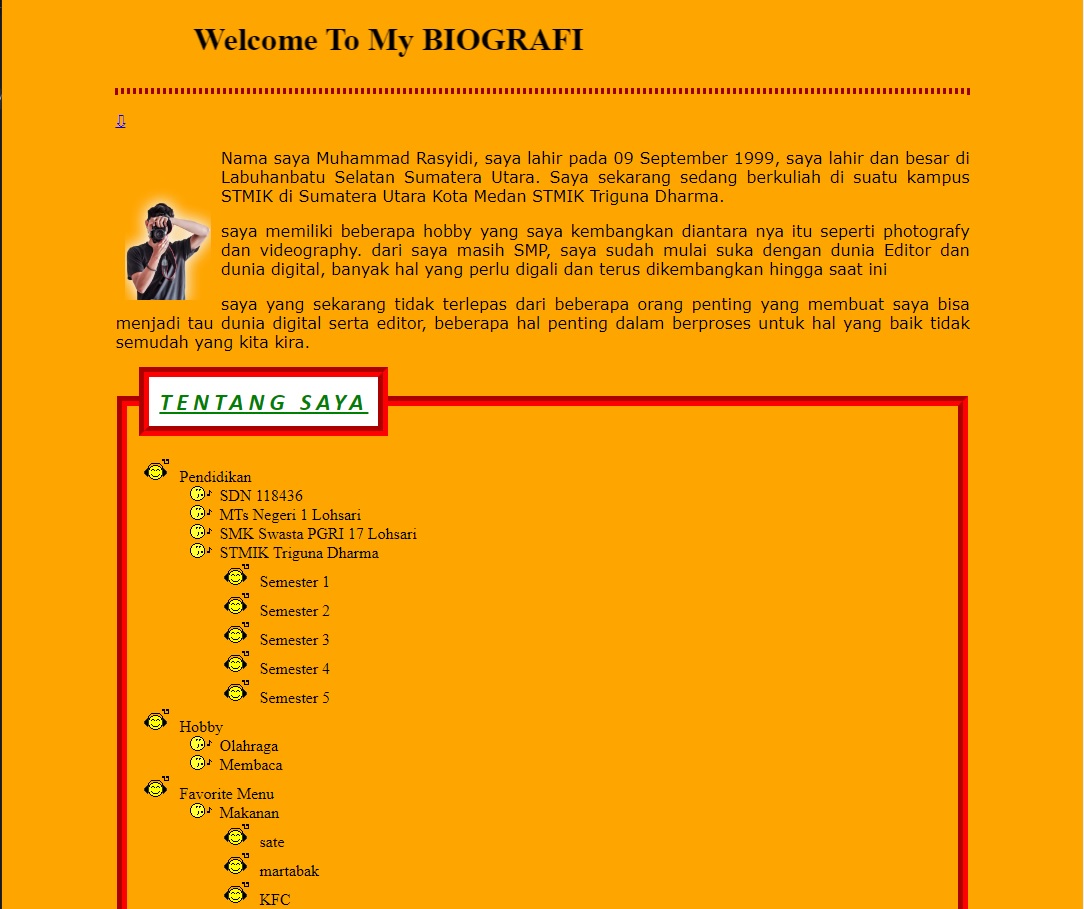 Welcome To My BIOGRAFI
⇩
Nama saya Muhammad Rasyidi, saya lahir pada 09 September 1999, saya lahir dan besar di
Labuhanbatu Selatan Sumatera Utara. Saya sekarang sedang berkuliah di suatu kampus
STMIK di Sumatera Utara Kota Medan STMIK Triguna Dharma.
saya memiliki beberapa hobby yang saya kembangkan diantara nya itu seperti photografy
dan videography. dari saya masih SMP, saya sudah mulai suka dengan dunia Editor dan
dunia digital, banyak hal yang perlu digali dan terus dikembangkan hingga saat ini
saya yang sekarang tidak terlepas dari beberapa orang penting yang membuat saya bisa
menjadi tau dunia digital serta editor, beberapa hal penting dalam berproses untuk hal yang baik tidak
semudah yang kita kira.
TENTANG SAYA
Pendidikan
SDN 118436
MTs Negeri 1 Lohsari
SMK Swasta PGRI 17 Lohsari
STMIK Triguna Dharma
Semester 1
Semester 2
Semester 3
Semester 4
Semester 5
Hobby
Olahraga
Membaca
Favorite Menu
Makanan
sate
martabak
KFC